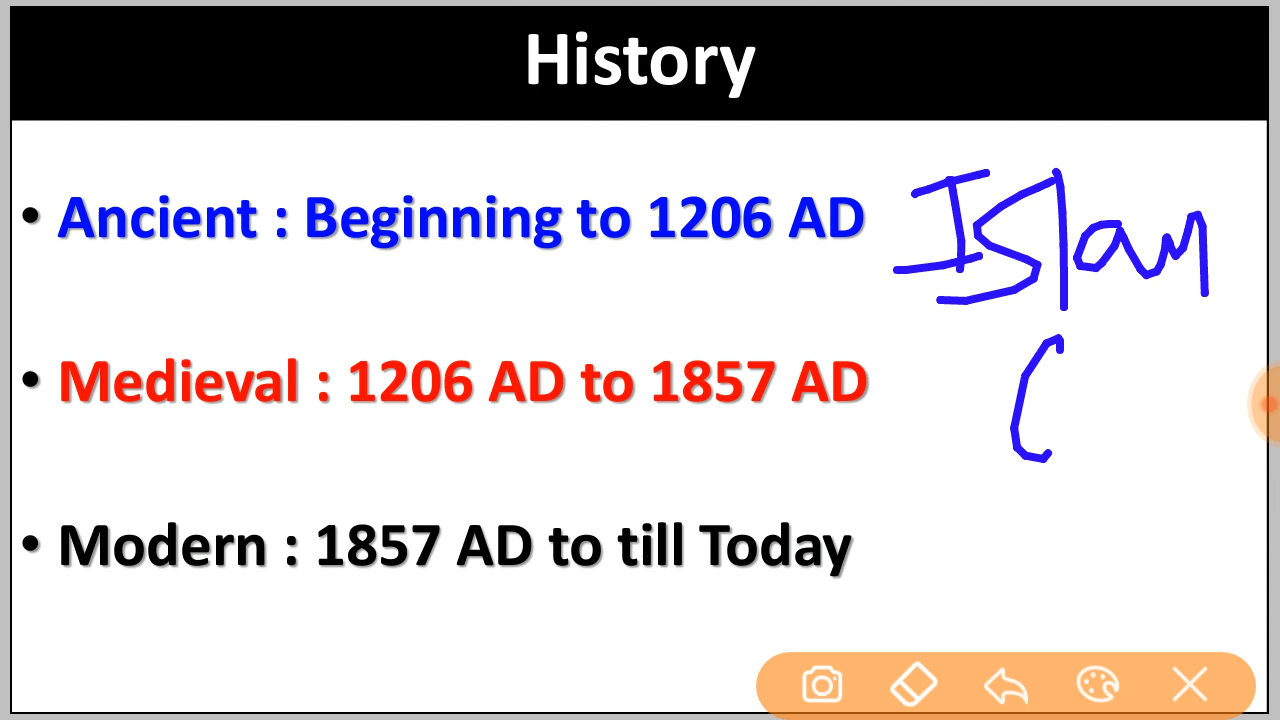 History
• Ancient : Beginning to 1206 AD
Islam
• Medieval : 1206 AD to 1857 AD
(
• Modern : 1857 AD to till Today